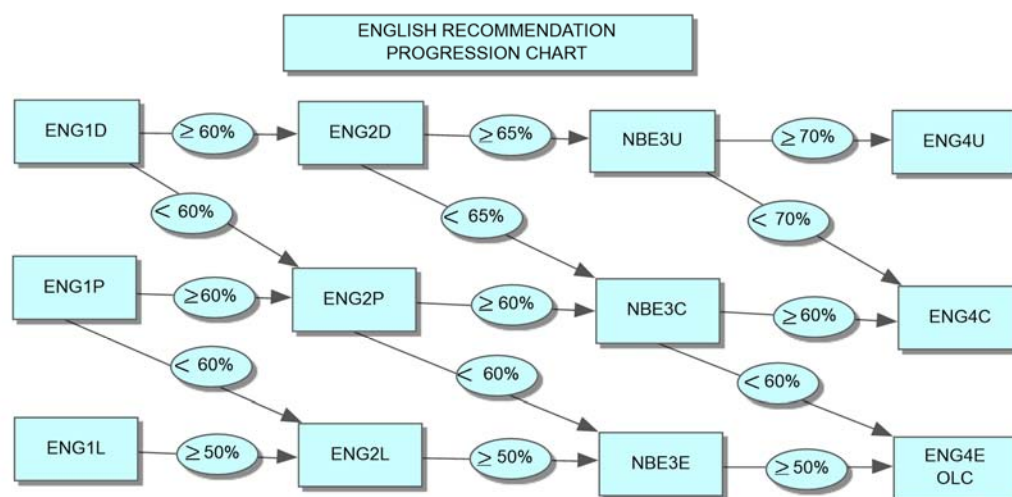 ENGLISH RECOMMENDATION
PROGRESSION CHART
ENG1D
≥ 60%
ENG2D
≥ 65%
NBE3U
≥ 70%
ENG4U
< 60%
< 65%
< 70%
ENG1P
≥ 60%
ENG2P
≥ 60%
NBE3C
≥ 60%
ENG4C
< 60%
< 60%
< 60%
ENG1L
≥ 50%
ENG2L
≥ 50%
NBE3E
≥ 50%
ENG4E
OLC